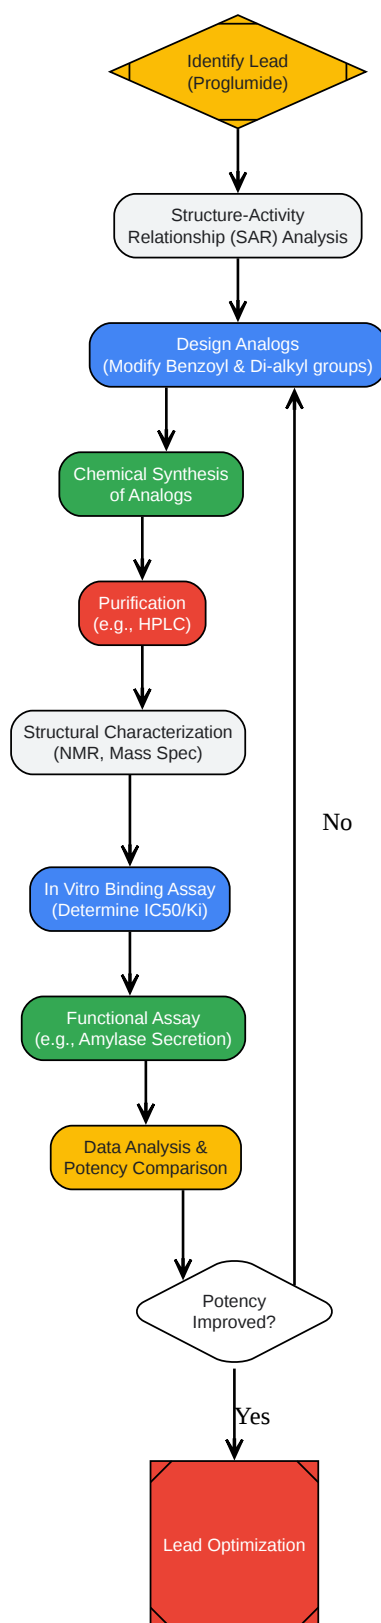 Identify Lead
(Proglumide)
Structure-Activity
Relationship (SAR) Analysis
Design Analogs
(Modify Benzoyl & Di-alkyl groups)
Chemical Synthesis
of Analogs
Purification
(e.g., HPLC)
Structural Characterization
(NMR, Mass Spec)
No
In Vitro Binding Assay
(Determine IC50/Ki)
Functional Assay
(e.g., Amylase Secretion)
Data Analysis &
Potency Comparison
Potency
Improved?
Yes
Lead Optimization